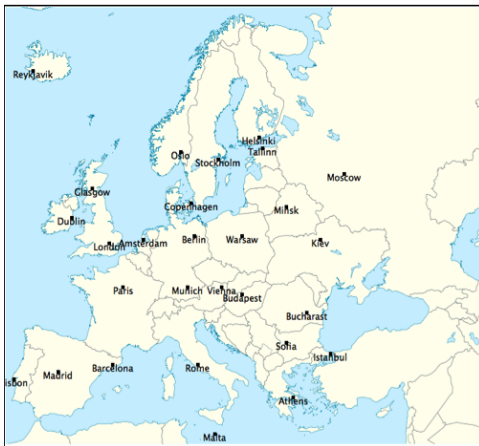 Reykjavik
Helsinki
Oslo
Tallinn
Stockholm
Moscow
Glasgow
Copenhagen
Minsk
Dublin
London
Amsterdam
Berlin
Warsaw
Kiev
Paris
Munich
Vienna
Budapest
Bucharast
Sofia
Istanbul
Barcelona
Rome
Madrid
isbon
Athens
Malta